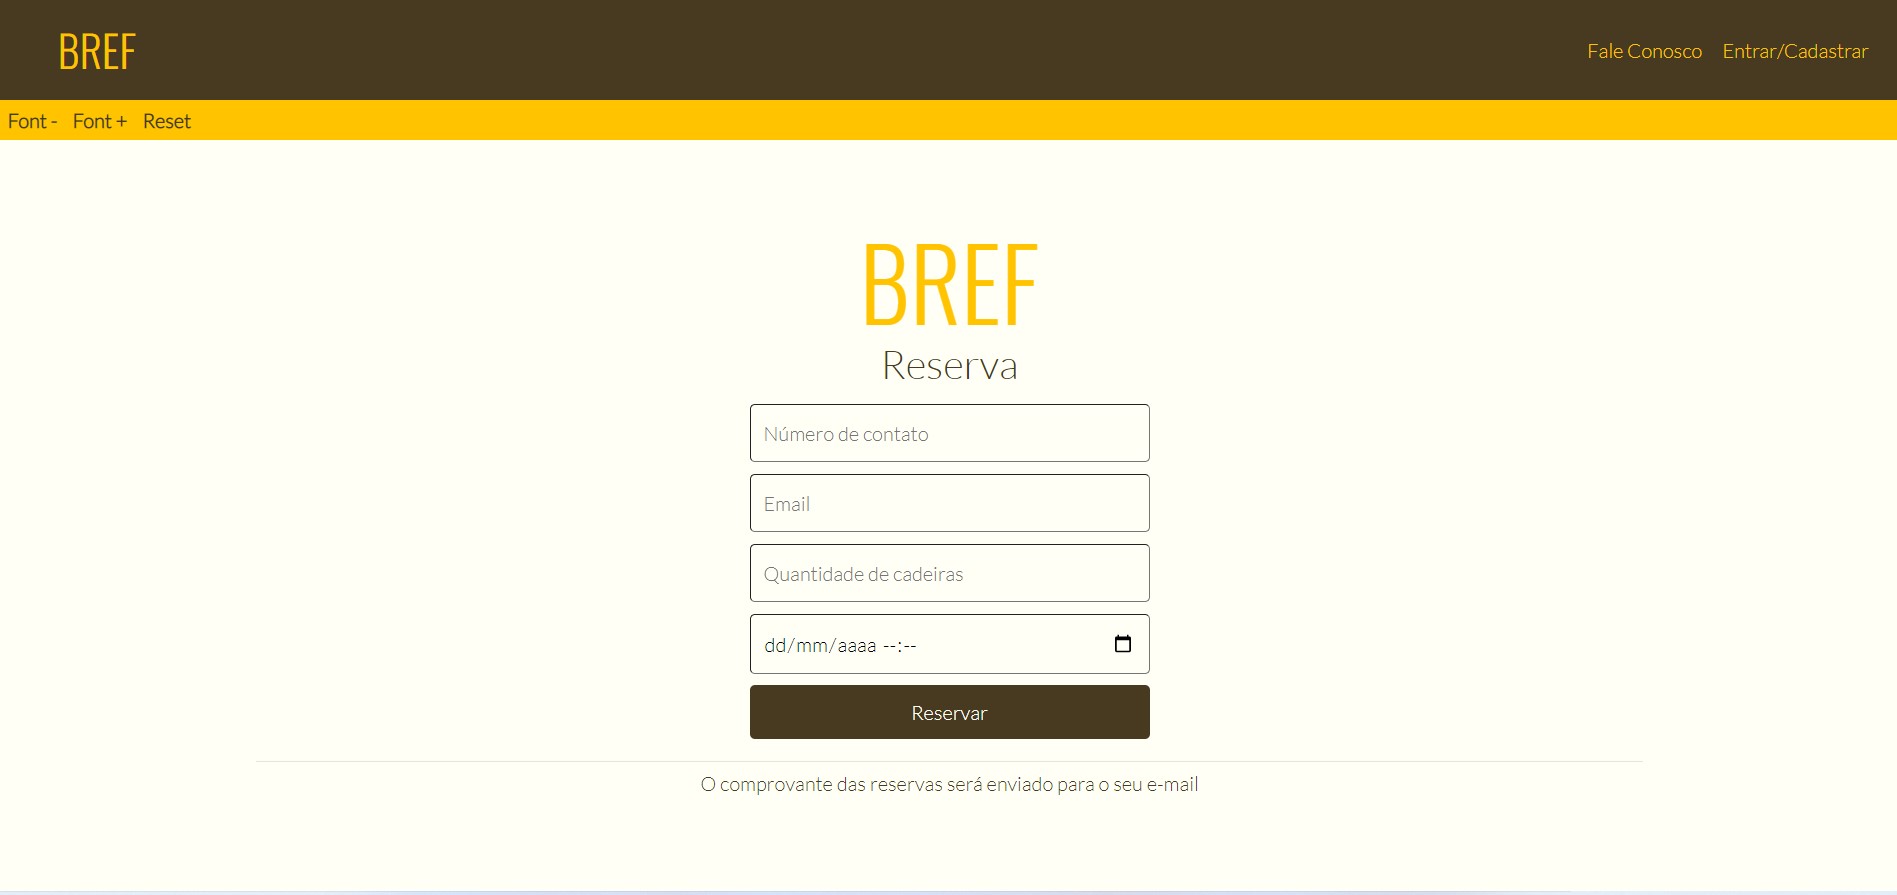 BREF
Fale Conosco Entrar/Cadastrar
Font - Font + Reset
BREF
Reserva
Número de contato
Email
Quantidade de cadeiras
dd/mm/aaaa --:--
Reservar
O comprovante das reservas será enviado para o seu e-mail